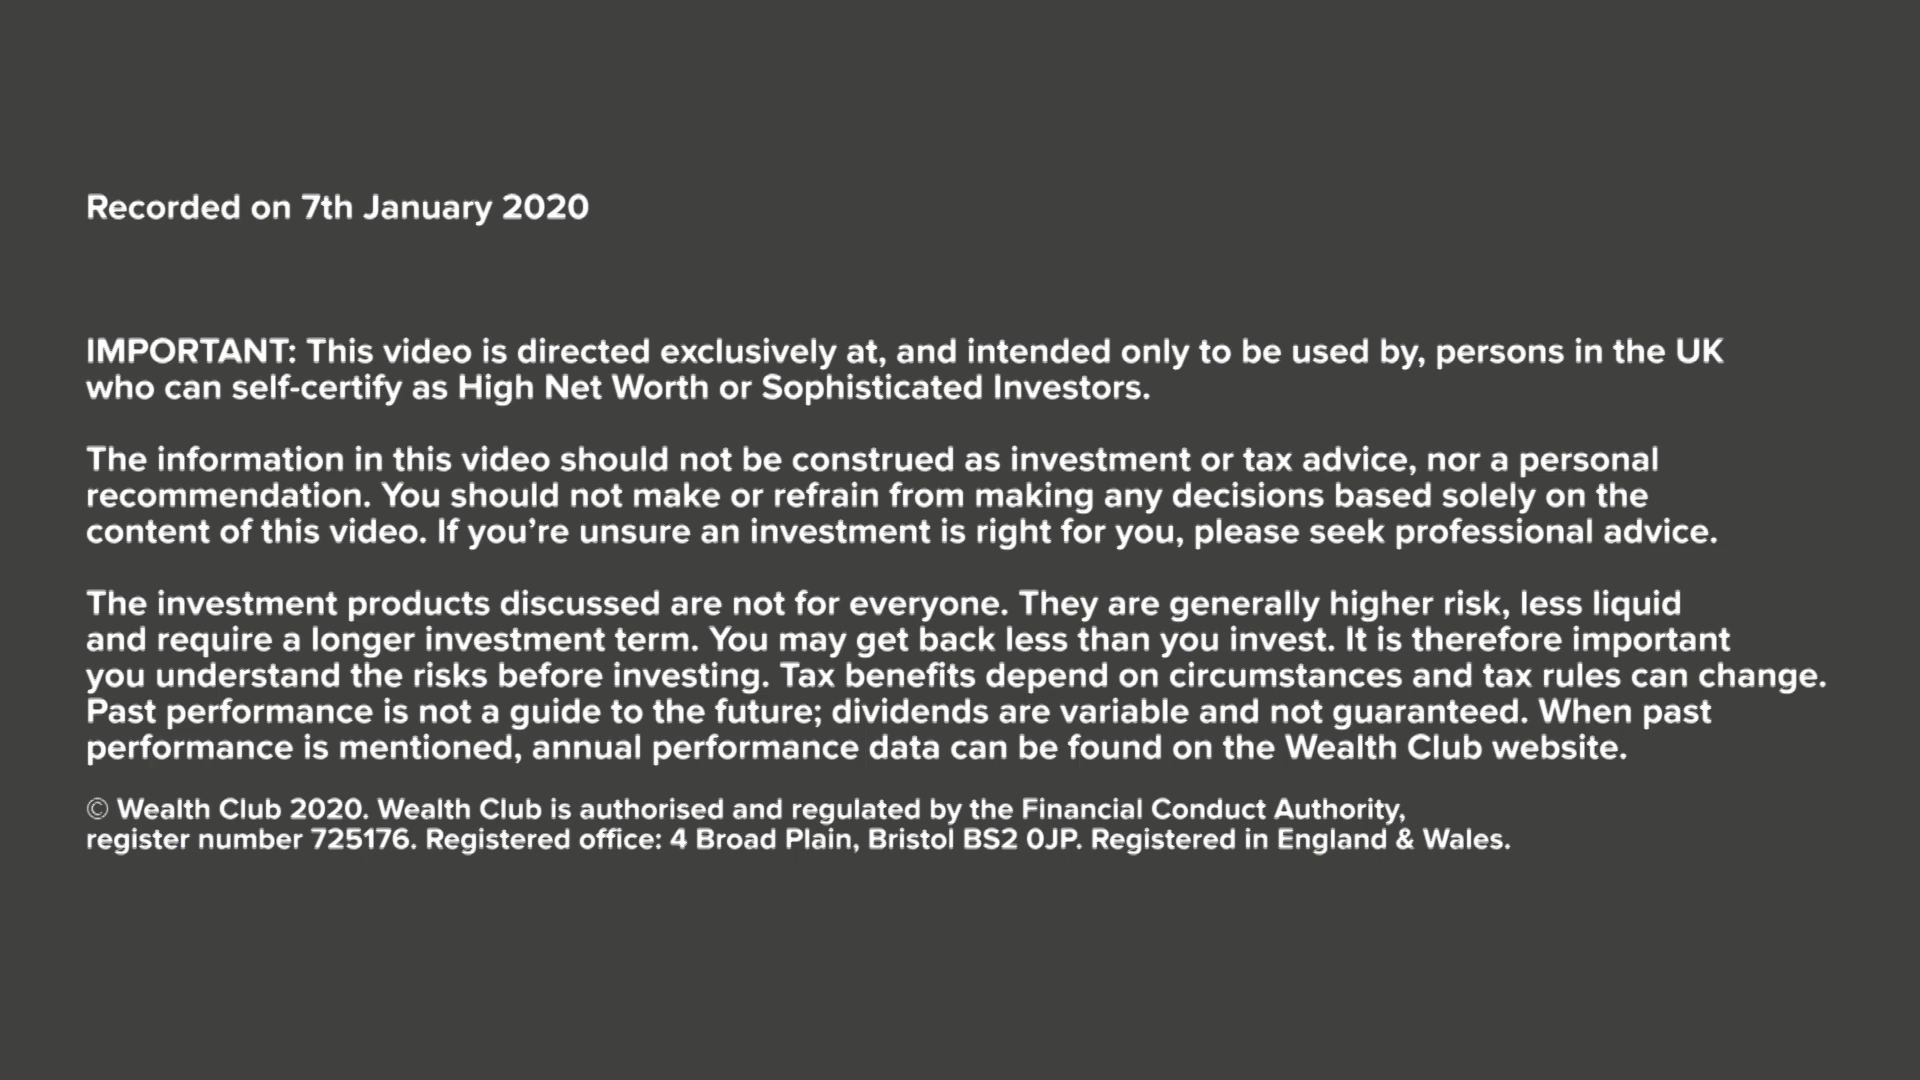 Recorded on 7th January 2020
IMPORTANT: This video is directed exclusively at, and intended only to be used by, persons in the UK
who can self-certify as High Net Worth or Sophisticated Investors.
The information in this video should not be construed as investment or tax advice, nor a personal
recommendation. You should not make or refrain from making any decisions based solely on the
content of this video. If you’re unsure an investment is right for you, please seek professional advice.
The investment products discussed are not for everyone. They are generally higher risk, less liquid
and require a longer investment term. You may get back less than you invest. It is therefore important
you understand the risks before investing. Tax benefits depend on circumstances and tax rules can change.
Past performance is not a guide to the future; dividends are variable and not guaranteed. When past
performance is mentioned, annual performance data can be found on the Wealth Club website.
© Wealth Club 2020. Wealth Club is authorised and regulated by the Financial Conduct Authority,
register number 725176. Registered office: 4 Broad Plain, Bristol BS2 0JP. Registered in England & Wales.